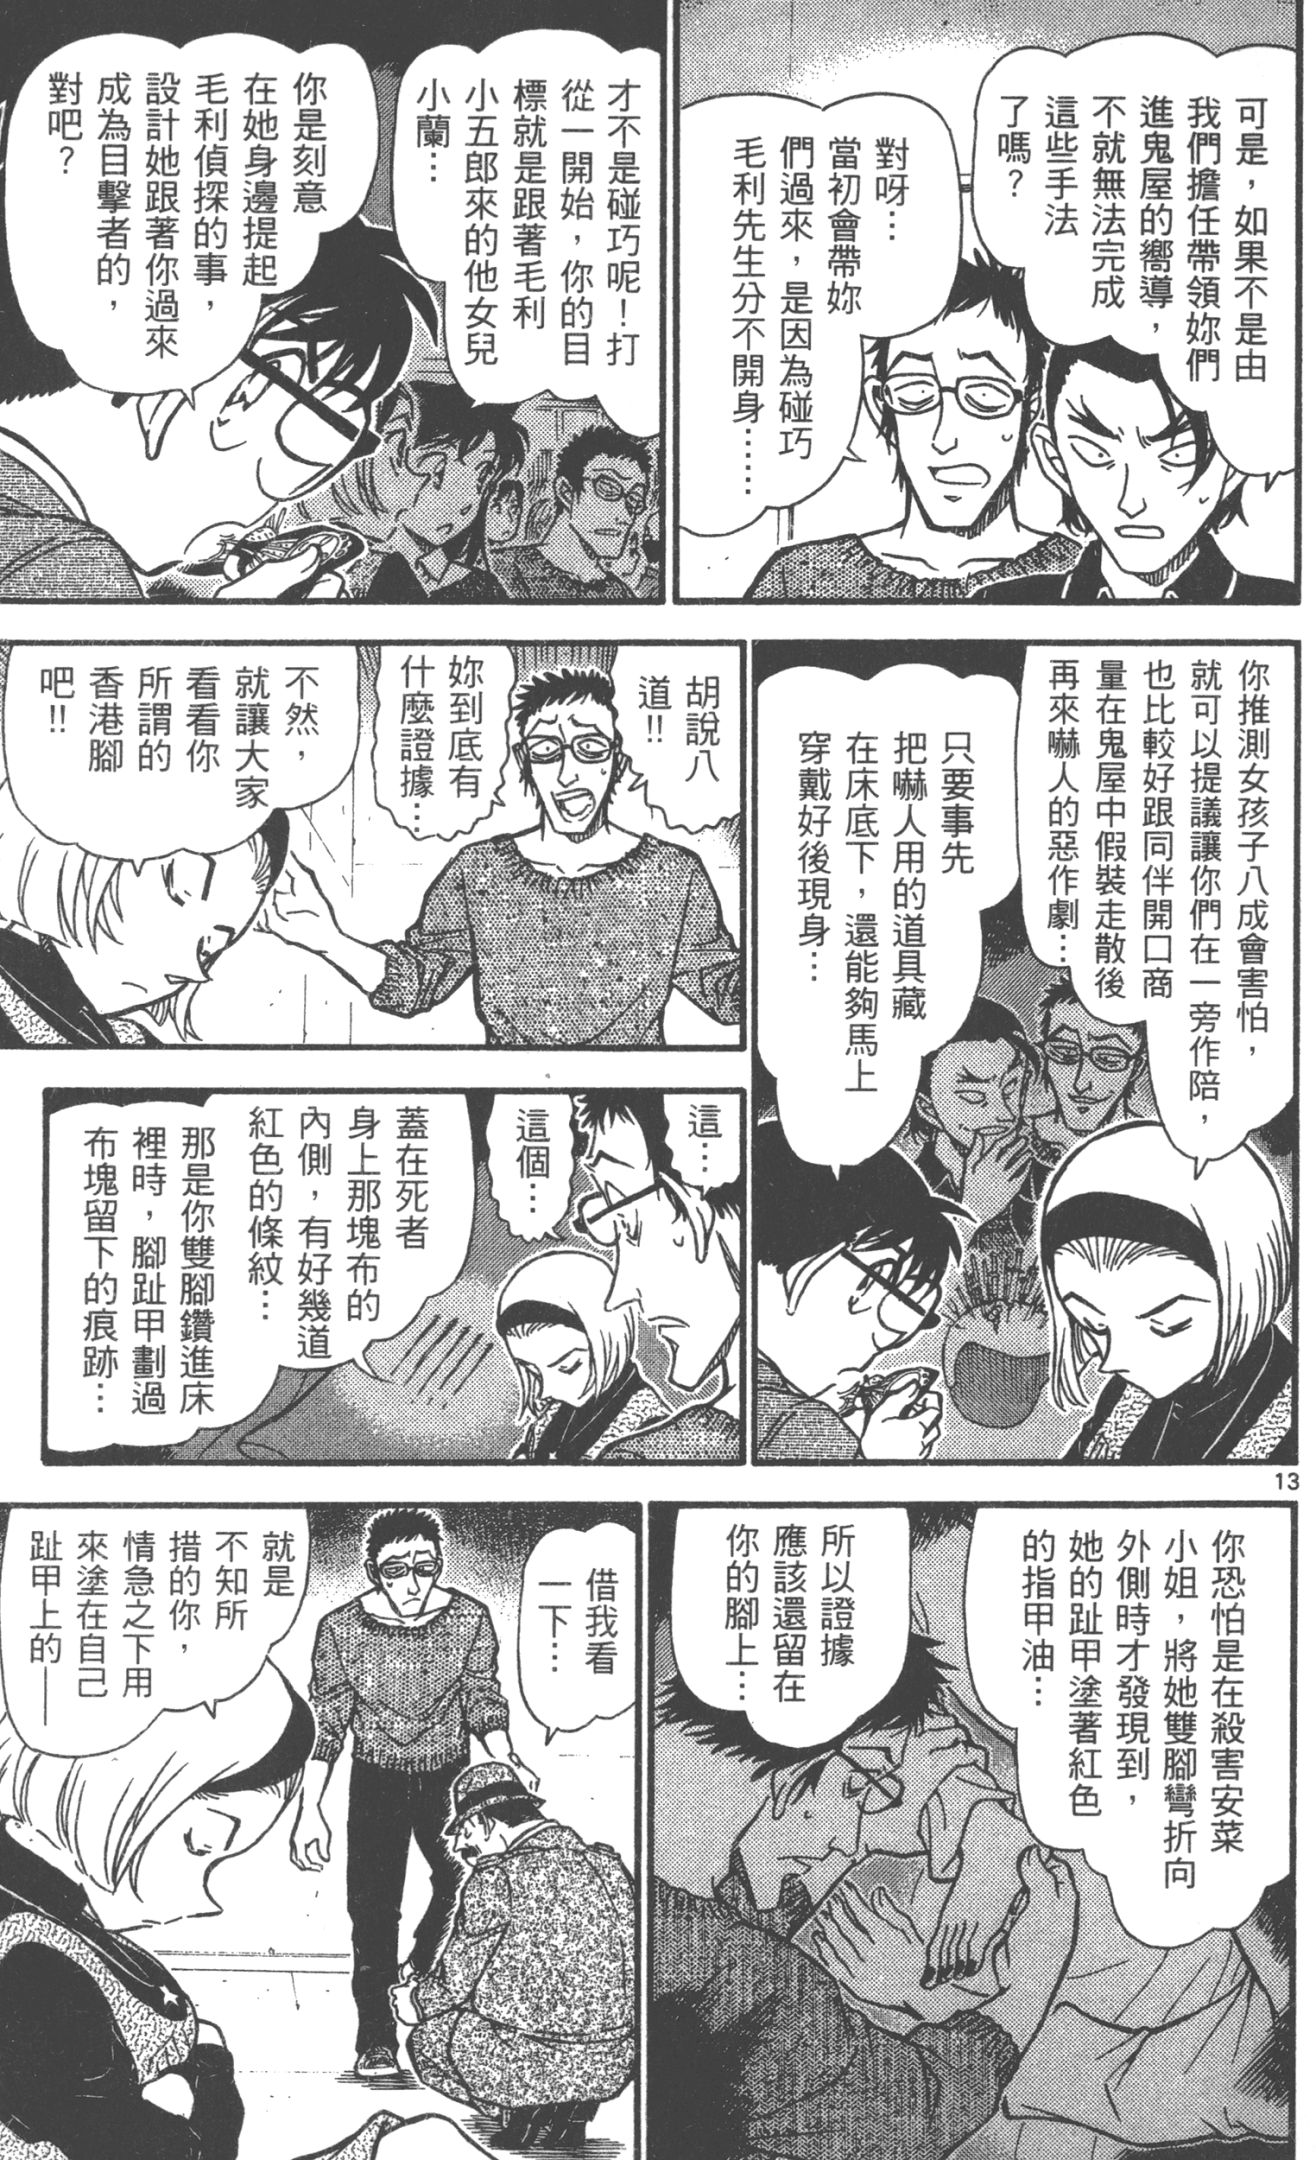 可是，如果不是由
我們擔任帶領妳們
進鬼屋的嚮導，
不就無法完成
這些手法
了嗎？
對呀…
當初會帶妳
們過來，是因為碰巧
毛利先生分不開身……
才不是碰巧呢！打
從一開始，你的目
標就是跟著毛利
小五郎來的他女兒
小蘭…
你是刻意
在她身邊提起
毛利偵探的事，
設計她跟著你過來
成為目擊者的，
對吧？
你推測女孩子八成會害怕，
就可以提議讓你們在一旁作陪，
也比較好跟同伴開口商
量在鬼屋中假裝走散後
再來嚇人的惡作劇…
只要事先
把嚇人用的道具藏
在床底下，還能夠馬上
穿戴好後現身…
胡說八
道!!
妳到底有
什麼證據…
不然，
就讓大家
看看你
所謂的
香港腳
吧!!
這…
這個…
蓋在死者
身上那塊布的
內側，有好幾道
紅色的條紋…
那是你雙腳鑽進床
裡時，腳趾甲劃過
布塊留下的痕跡…
13
你恐怕是在殺害安菜
小姐，將她雙腳彎折向
外側時才發現到，
她的趾甲塗著紅色
的指甲油…
所以證據
應該還留在
你的腳上…
借我看
一下…
就是
不知所
措的你，
情急之下用
來塗在自己
趾甲上的──